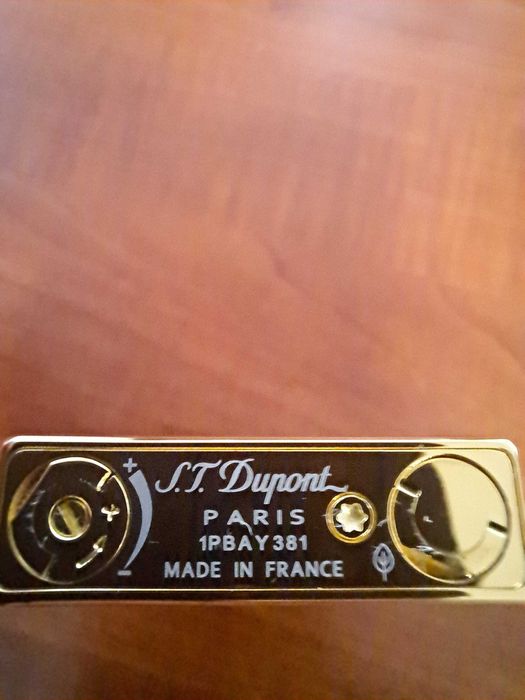 S.T. Dupont
PARIS
1PBAY381
MADE IN FRANCE
+
-